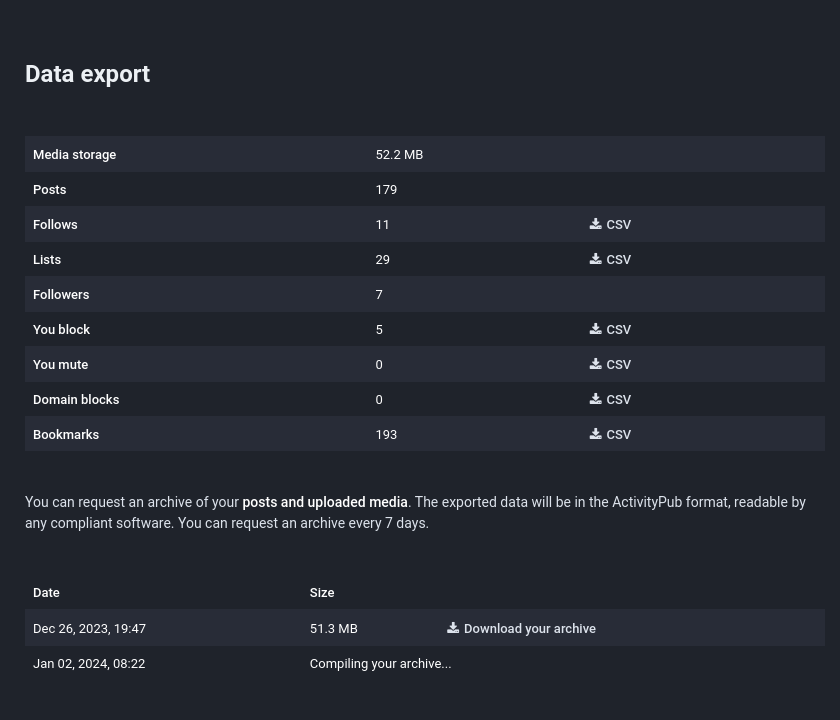 Data export
Media storage 52.2 MB
Posts 179
Follows 11 CSV
Lists 29 CSV
Followers 7
You block 5 CSV
You mute 0 CSV
Domain blocks 0 CSV
Bookmarks 193 CSV
You can request an archive of your posts and uploaded media. The exported data will be in the ActivityPub format, readable by
any compliant software. You can request an archive every 7 days.
Date Size
Dec 26, 2023, 19:47 51.3 MB Download your archive
Jan 02, 2024, 08:22 Compiling your archive...